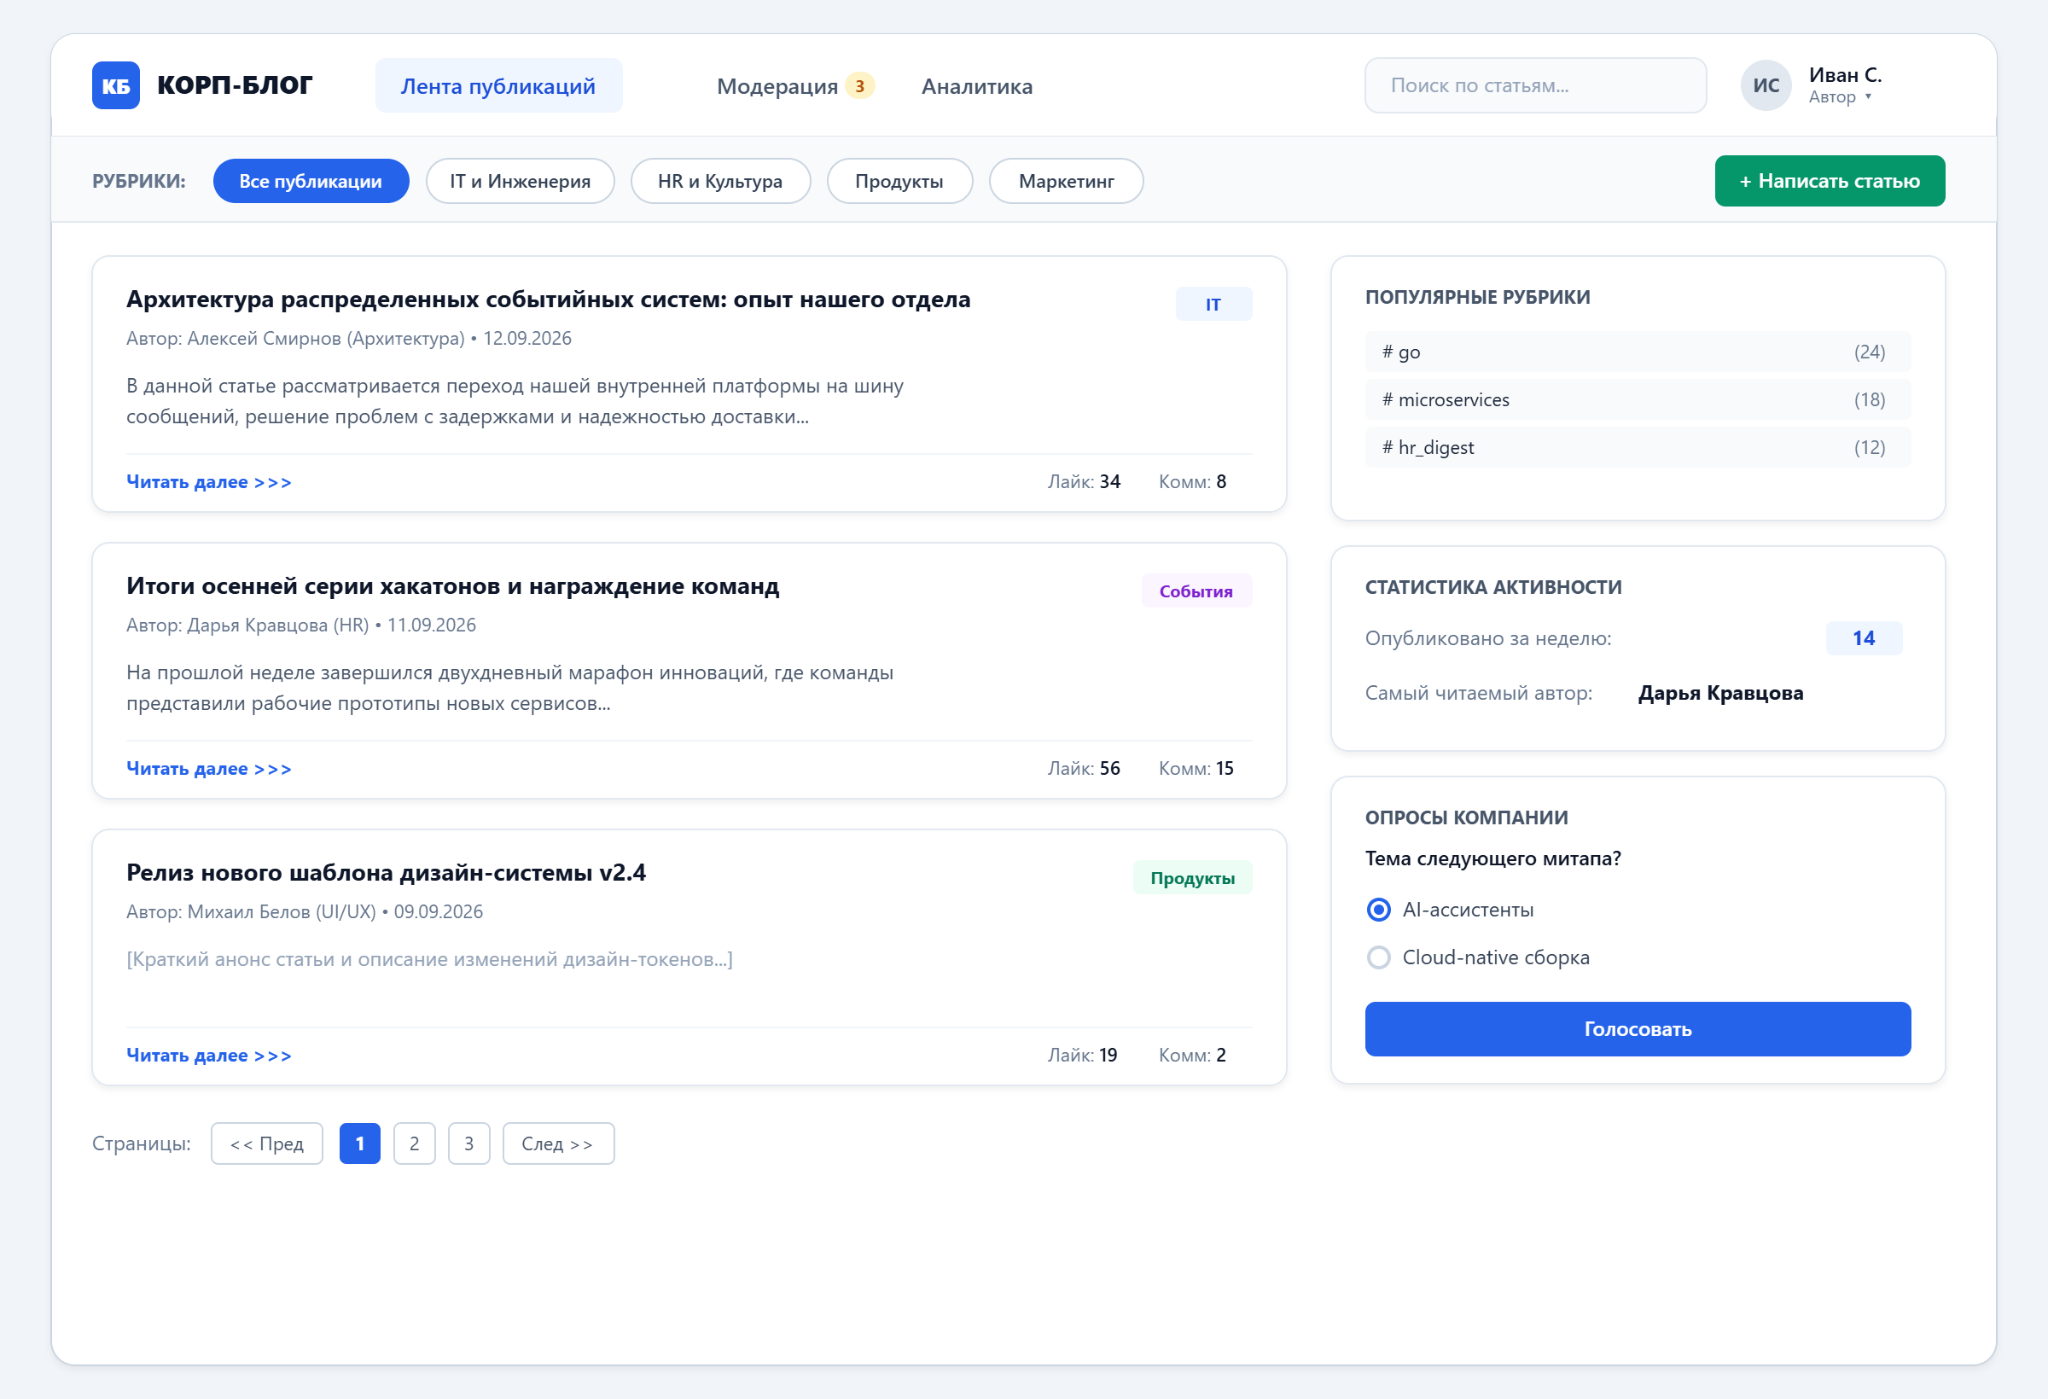 КБ КОРП-БЛОГ Лента публикаций Модерация 3 Аналитика Поиск по статьям... ИС Иван С.
Автор ▾
РУБРИКИ: Все публикации IT и Инженерия HR и Культура Продукты Маркетинг + Написать статью
Архитектура распределенных событийных систем: опыт нашего отдела IT
Автор: Алексей Смирнов (Архитектура) • 12.09.2026
В данной статье рассматривается переход нашей внутренней платформы на шину
сообщений, решение проблем с задержками и надежностью доставки...
Читать далее >>> Лайк: 34 Комм: 8
Итоги осенней серии хакатонов и награждение команд События
Автор: Дарья Кравцова (HR) • 11.09.2026
На прошлой неделе завершился двухдневный марафон инноваций, где команды
представили рабочие прототипы новых сервисов...
Читать далее >>> Лайк: 56 Комм: 15
Релиз нового шаблона дизайн-системы v2.4 Продукты
Автор: Михаил Белов (UI/UX) • 09.09.2026
[Краткий анонс статьи и описание изменений дизайн-токенов...]
Читать далее >>> Лайк: 19 Комм: 2
Страницы: << Пред 1 2 3 След >>
ПОПУЛЯРНЫЕ РУБРИКИ
# go (24)
# microservices (18)
# hr_digest (12)
СТАТИСТИКА АКТИВНОСТИ
Опубликовано за неделю: 14
Самый читаемый автор: Дарья Кравцова
ОПРОСЫ КОМПАНИИ
Тема следующего митапа?
AI-ассистенты
Cloud-native сборка
Голосовать